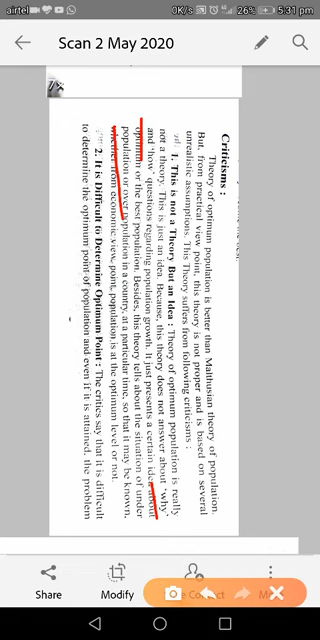 airtel
0K/s
4G
26%
5:31 pm
Scan 2 May 2020
Criticisms :
Theory of optimum population is better than Malthusian theory of population.
But, from practical view point, this theory is not proper and is based on several
unrealistic assumptions. This Theory suffers from following criticisms :
1. This is not a Theory But an Idea : Theory of optimum population is really
not a theory. This is just an idea. Because, this theory does not answer about 'why'
and 'how' questions regarding population growth. It just presents a certain idea about
optimum or the best population. Besides, this theory tells about the situation of under
population or over population in a country, at a particular time, so that it may be known,
whether from economic view, point, population is at the optimum level or not.
2. It is Difficult to Determine Optimum Point : The critics say that it is difficult
to determine the optimum point of population and even if it is attained, the problem
Share
Modify
Contact